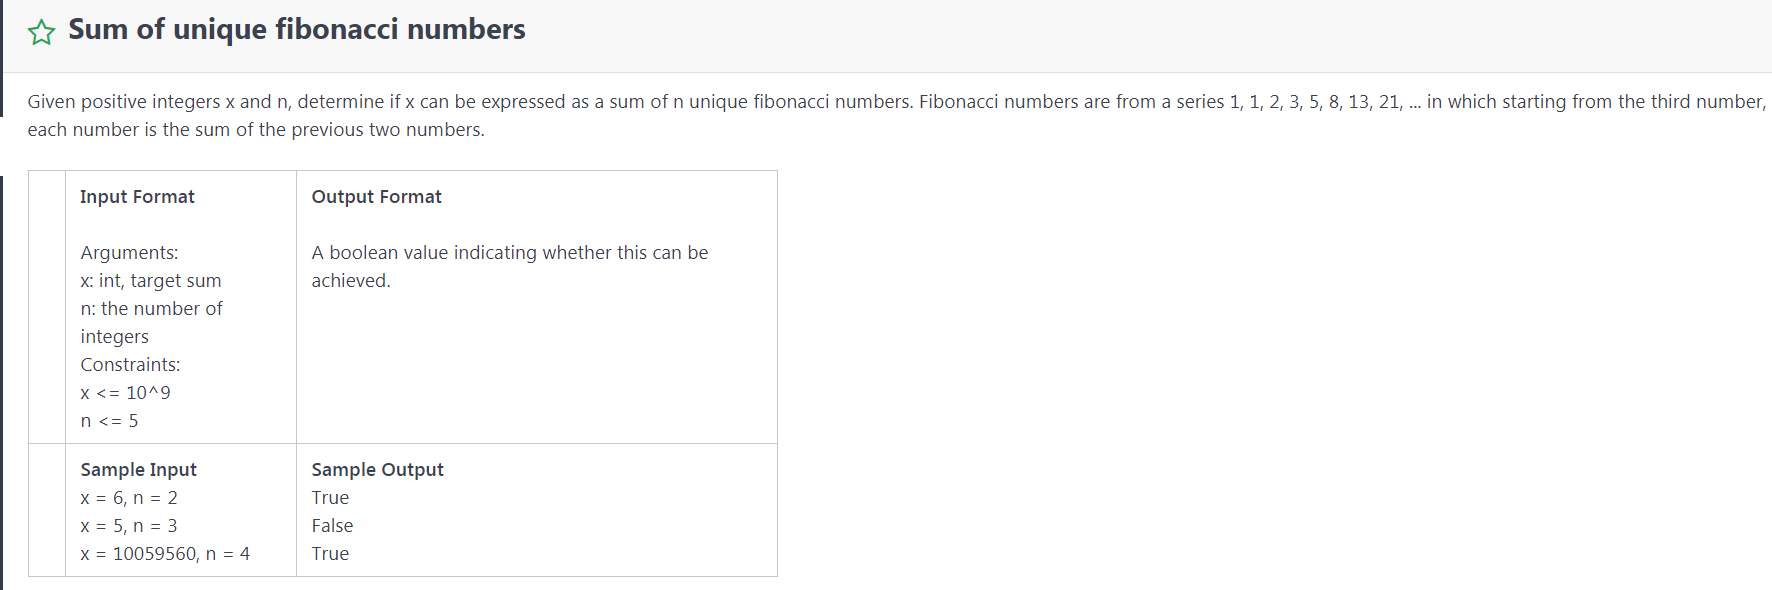 Sum of unique fibonacci numbers
Given positive integers x and n, determine if x can be expressed as a sum of n unique fibonacci numbers. Fibonacci numbers are from a series 1, 1, 2, 3, 5, 8, 13, 21, ... in which starting from the third number,
each number is the sum of the previous two numbers.
Input Format
Arguments:
x: int, target sum
n: the number of
integers
Constraints:
x <= 10^9
n <= 5
Output Format
A boolean value indicating whether this can be
achieved.
Sample Input
x = 6, n = 2
x = 5, n = 3
x = 10059560, n = 4
Sample Output
True
False
True